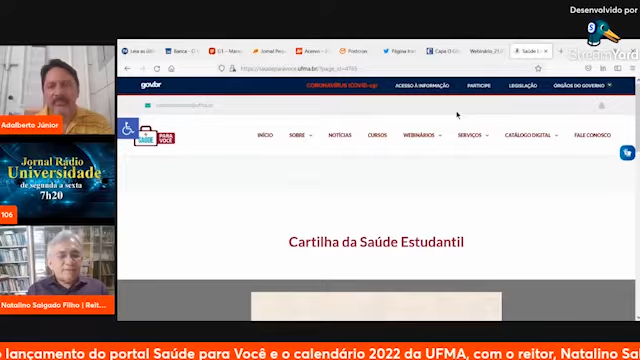 Desenvolvido por
StreamYard
Adalberto Júnior
Jornal Rádio
Universidade
de segunda a sexta
7h20
106
Natalino Salgado Filho | Reit...
gov.br
CORONAVÍRUS (COVID-19)
ACESSO À INFORMAÇÃO
PARTICIPE
LEGISLAÇÃO
ÓRGÃOS DO GOVERNO
SAÚDE PARA VOCÊ
INÍCIO
SOBRE
NOTÍCIAS
CURSOS
WEBINÁRIOS
SERVIÇOS
CATÁLOGO DIGITAL
FALE CONOSCO
Cartilha da Saúde Estudantil
o lançamento do portal Saúde para Você e o calendário 2022 da UFMA, com o reitor, Natalino Sa